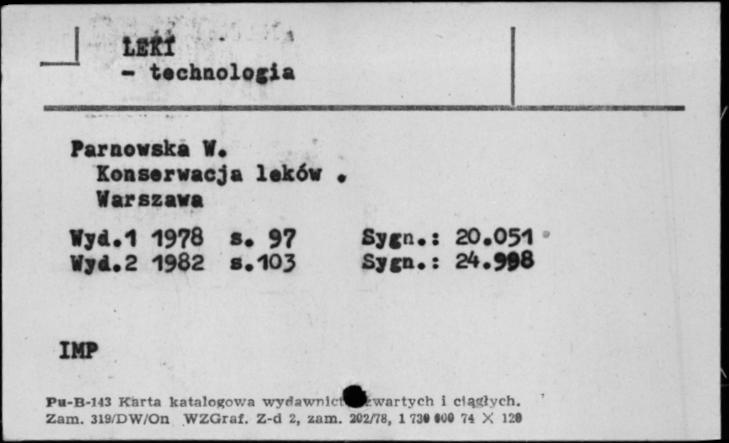 LEKI
- technologia
Parnowska W.
Konserwacja leków .
Warszawa
Wyd.1 1978 s. 97 Sygn.: 20.051
Wyd.2 1982 s.103 Sygn.: 24.998
IMP
Pu-B-143 Karta katalogowa wydawnict zwartych i ciągłych.
Zam. 319/DW/On WZGraf. Z-d 2, zam. 202/78, 1 730 000 74 X 120